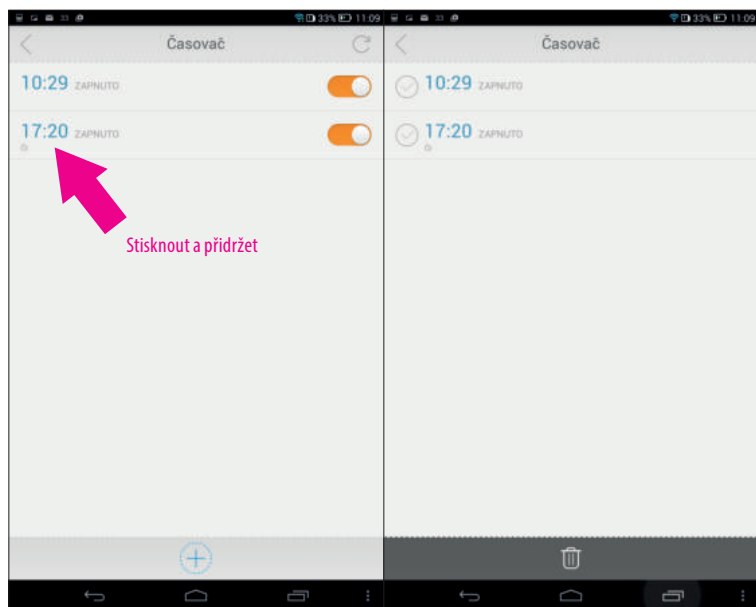 33% 11:09
Časovač
10:29 ZAPNUTO
17:20 ZAPNUTO
Stisknout a přidržet
33% 11:09
Časovač
10:29 ZAPNUTO
17:20 ZAPNUTO